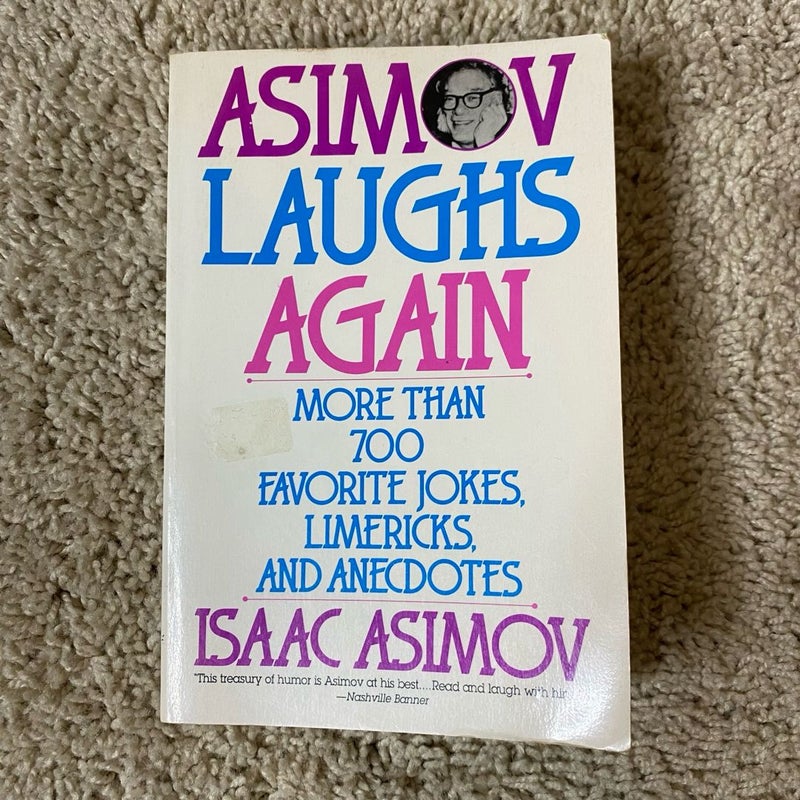 ASIMOV
LAUGHS
AGAIN
MORE THAN
700
FAVORITE JOKES,
LIMERICKS,
AND ANECDOTES
ISAAC ASIMOV
"This treasury of humor is Asimov at his best....Read and laugh with
—Nashville Banner